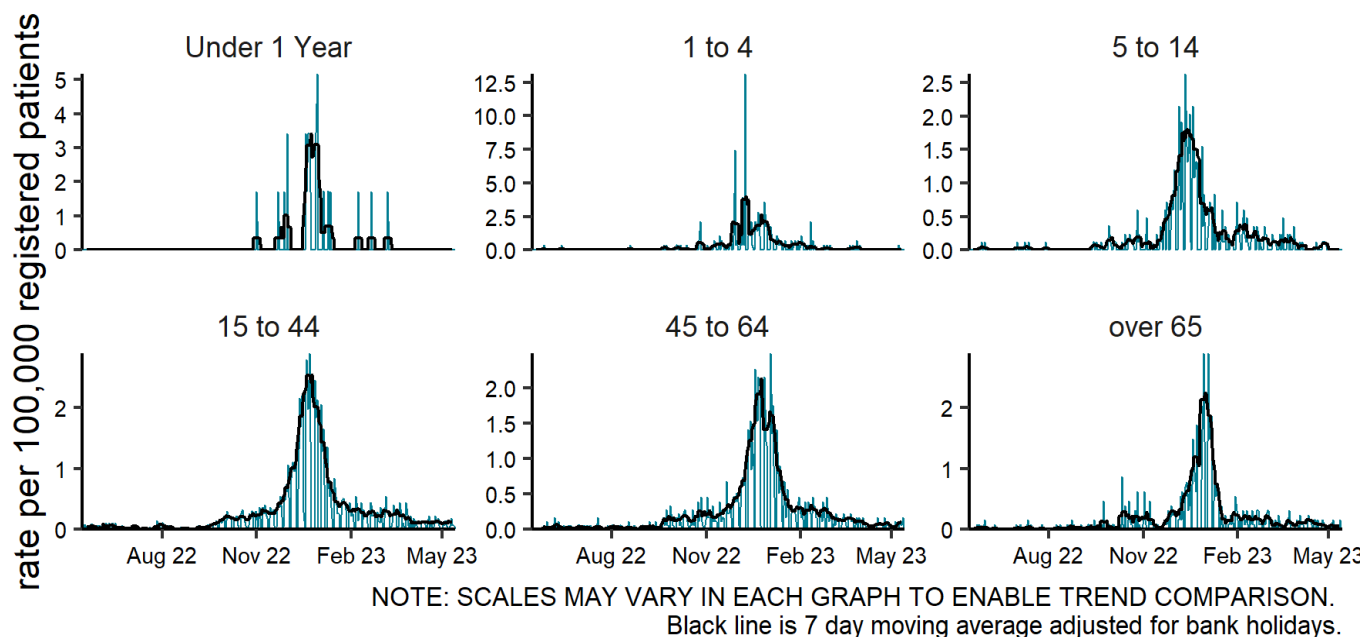 rate per 100,000 registered patients
Under 1 Year
5
4
3
2
1
0
1 to 4
12.5
10.0
7.5
5.0
2.5
0.0
5 to 14
2.5
2.0
1.5
1.0
0.5
0.0
15 to 44
2
1
0
Aug 22 Nov 22 Feb 23 May 23
45 to 64
2.0
1.5
1.0
0.5
0.0
Aug 22 Nov 22 Feb 23 May 23
over 65
2
1
0
Aug 22 Nov 22 Feb 23 May 23
NOTE: SCALES MAY VARY IN EACH GRAPH TO ENABLE TREND COMPARISON.
Black line is 7 day moving average adjusted for bank holidays.